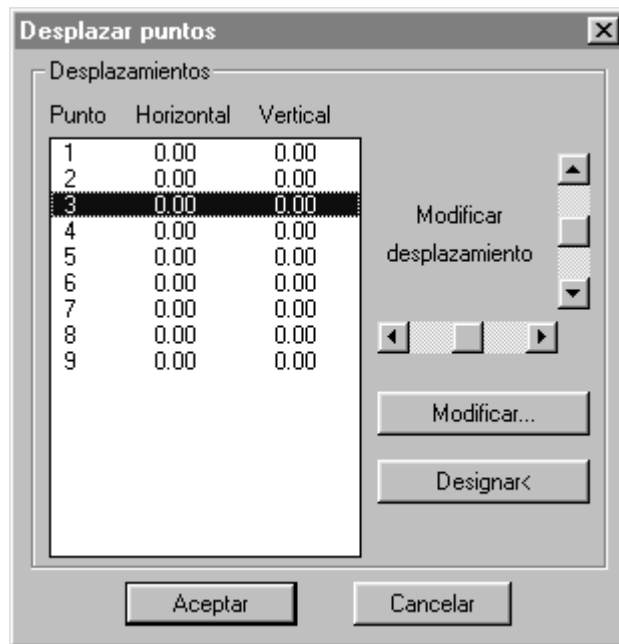 Desplazar puntos
Desplazamientos
Punto Horizontal Vertical
1 0.00 0.00
2 0.00 0.00
3 0.00 0.00
4 0.00 0.00
5 0.00 0.00
6 0.00 0.00
7 0.00 0.00
8 0.00 0.00
9 0.00 0.00
Modificar
desplazamiento
Modificar...
Designar<
Aceptar Cancelar